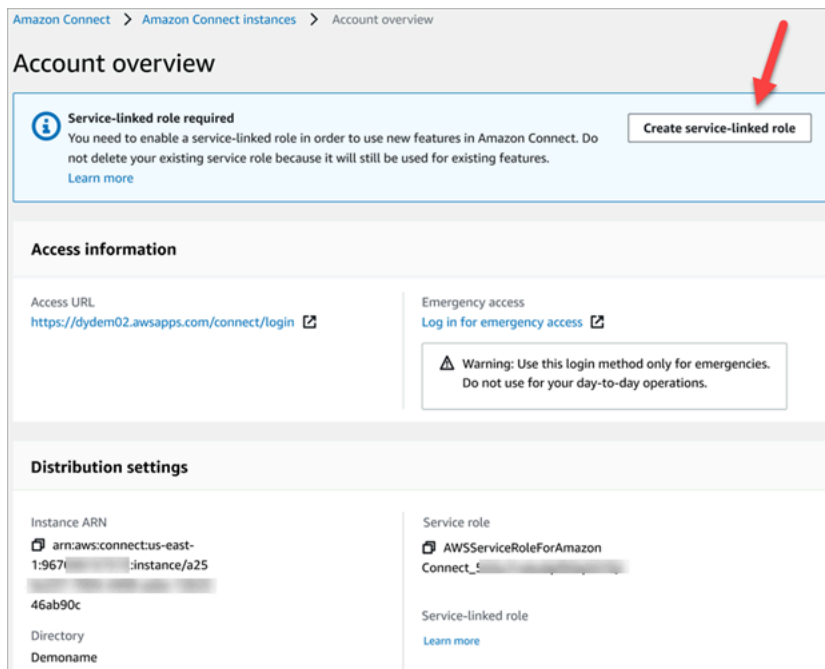 Amazon Connect > Amazon Connect instances > Account overview
Account overview
Service-linked role required
You need to enable a service-linked role in order to use new features in Amazon Connect. Do
not delete your existing service role because it will still be used for existing features.
Learn more
Create service-linked role
Access information
Access URL
https://dydem02.awsapps.com/connect/login
Emergency access
Log in for emergency access
Warning: Use this login method only for emergencies.
Do not use for your day-to-day operations.
Distribution settings
Instance ARN
arn:aws:connect:us-east-
1:967 :instance/a25
46ab90c
Directory
Demoname
Service role
AWSServiceRoleForAmazon
Connect_
Service-linked role
Learn more